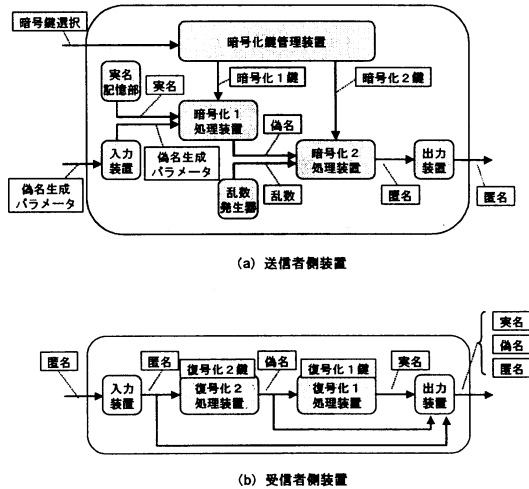 暗号鍵選択
暗号化鍵管理装置
実名
記憶部
実名
暗号化1鍵
暗号化2鍵
暗号化1
処理装置
偽名
入力
装置
偽名生成
パラメータ
暗号化2
処理装置
出力
装置
偽名生成
パラメータ
乱数
発生器
乱数
匿名
匿名
(a) 送信者側装置
実名
偽名
匿名
匿名
匿名
復号化2鍵
偽名
復号化1鍵
実名
入力
装置
復号化2
処理装置
復号化1
処理装置
出力
装置
(b) 受信者側装置